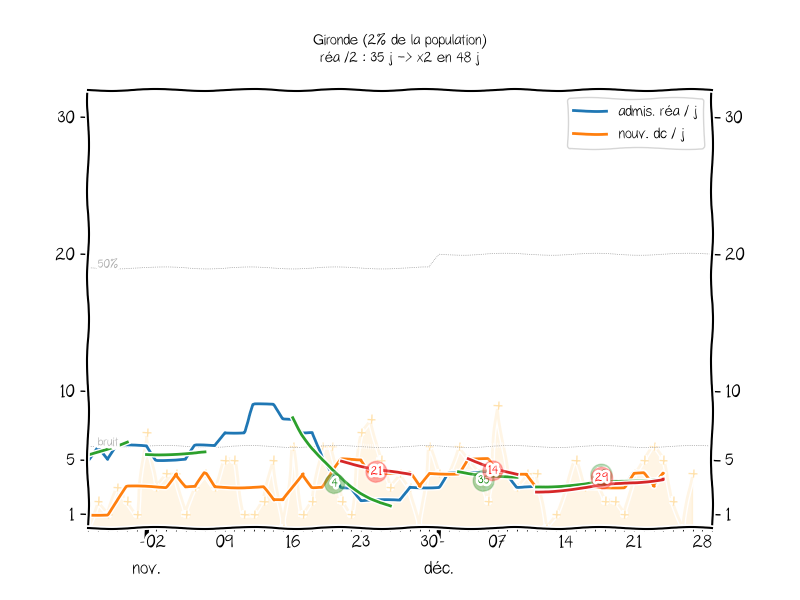 Gironde (2% de la population)
réa /2 : 35 j -> x2 en 48 j
admis. réa / j
nouv. dc / j
30
30
20
20
50%
10
10
bruit
5
5
21
14
4
35
29
1
1
02 09 16 23 30 07 14 21 28
nov. déc.